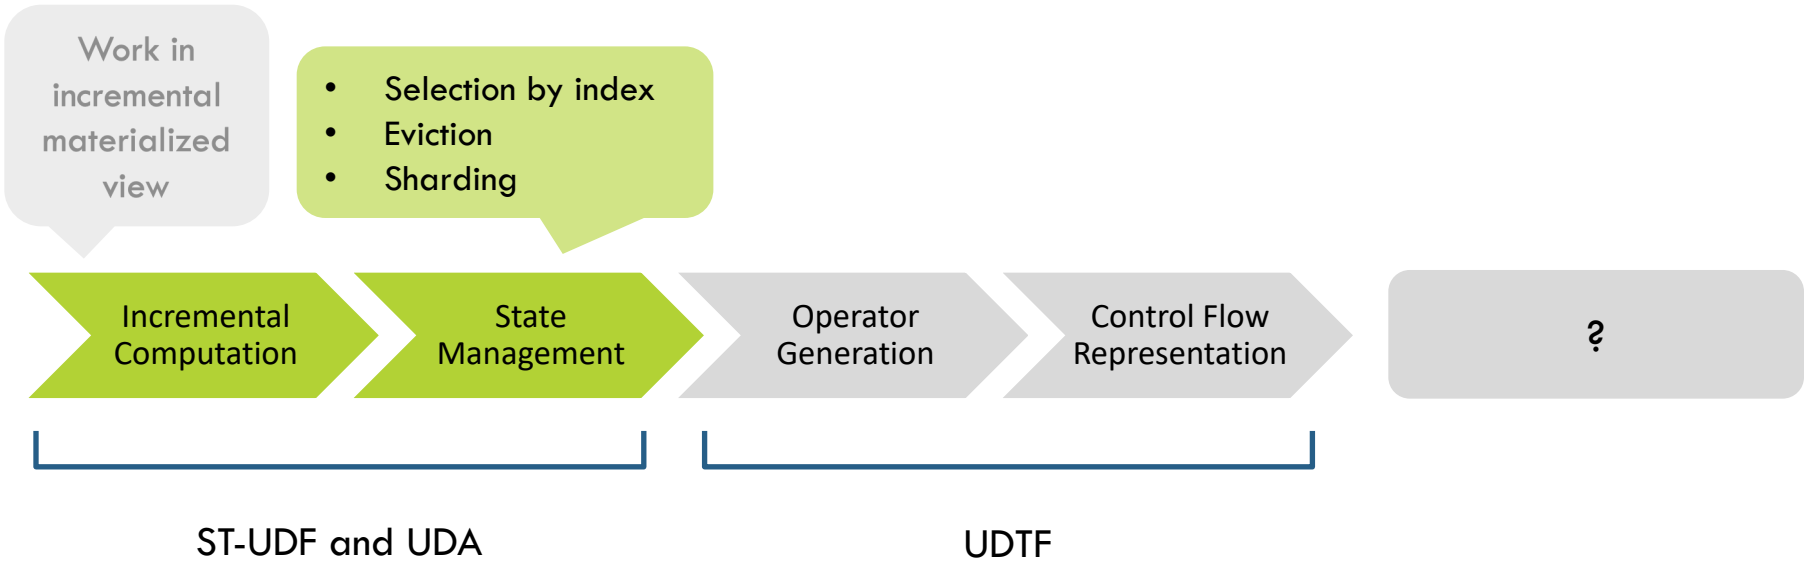 Work in
incremental
materialized
view
• Selection by index
• Eviction
• Sharding
Incremental
Computation
State
Management
Operator
Generation
Control Flow
Representation
?
ST-UDF and UDA
UDTF